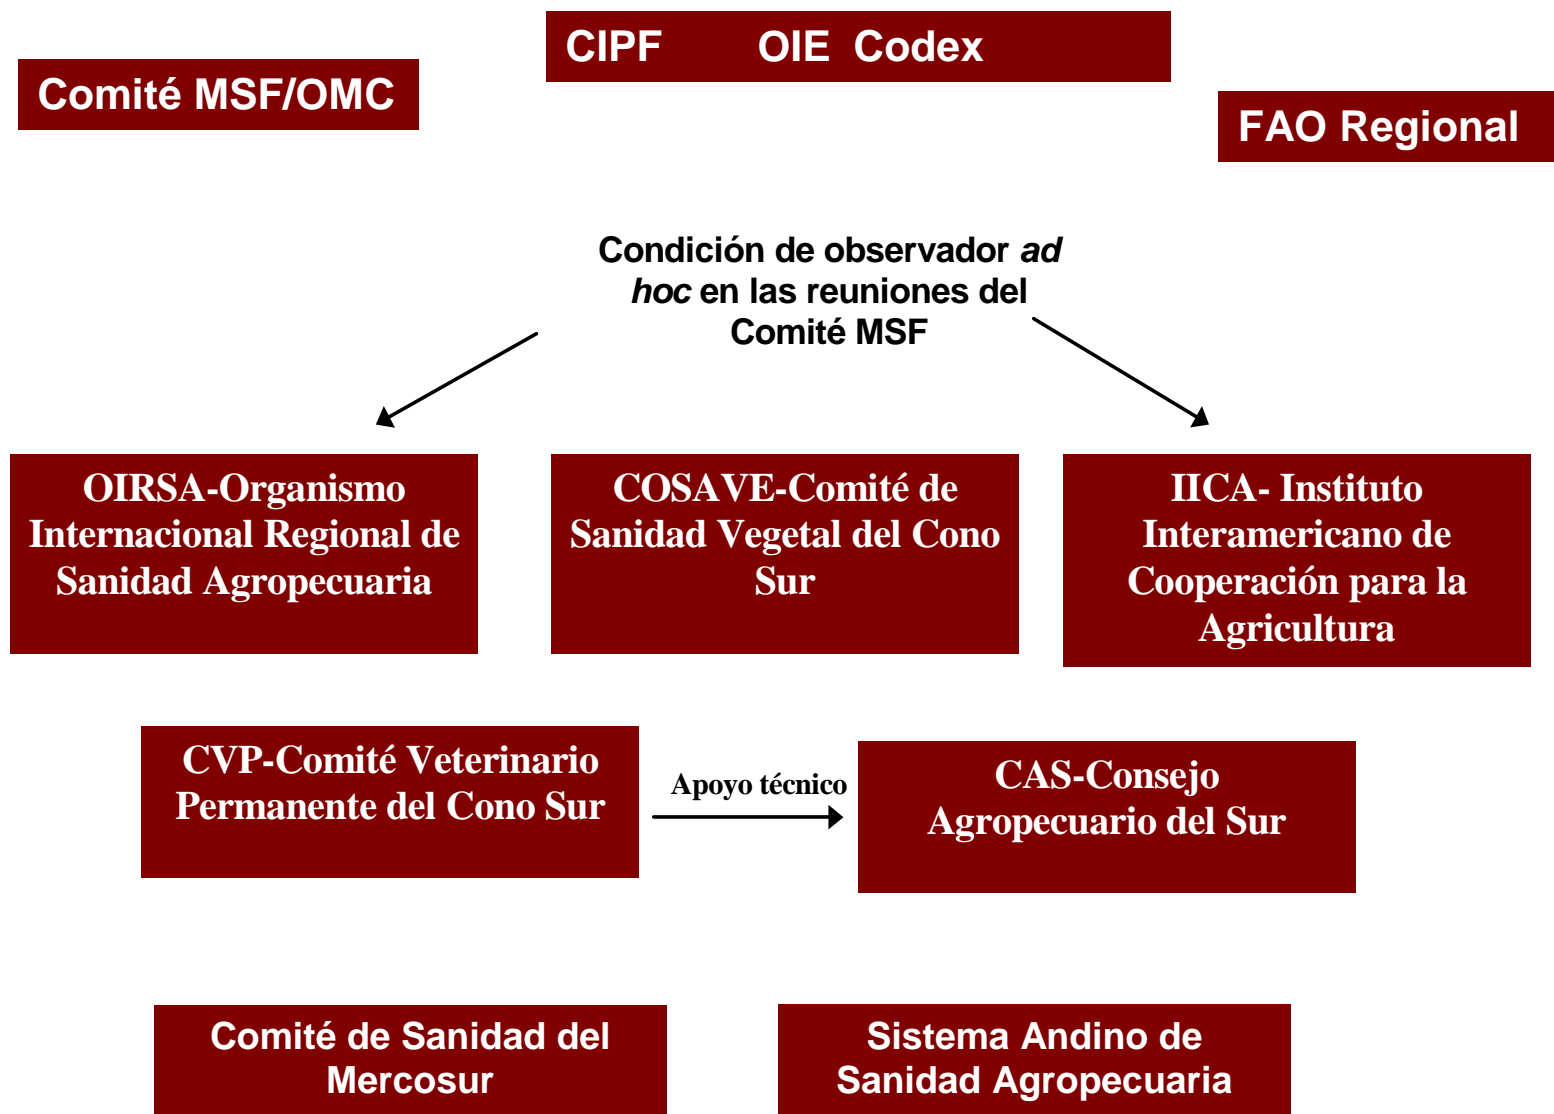 CIPF OIE Codex
Comité MSF/OMC
FAO Regional
Condición de observador ad
hoc en las reuniones del
Comité MSF
OIRSA-Organismo
Internacional Regional de
Sanidad Agropecuaria
COSAVE-Comité de
Sanidad Vegetal del Cono
Sur
IICA- Instituto
Interamericano de
Cooperación para la
Agricultura
CVP-Comité Veterinario
Permanente del Cono Sur
Apoyo técnico
CAS-Consejo
Agropecuario del Sur
Comité de Sanidad del
Mercosur
Sistema Andino de
Sanidad Agropecuaria